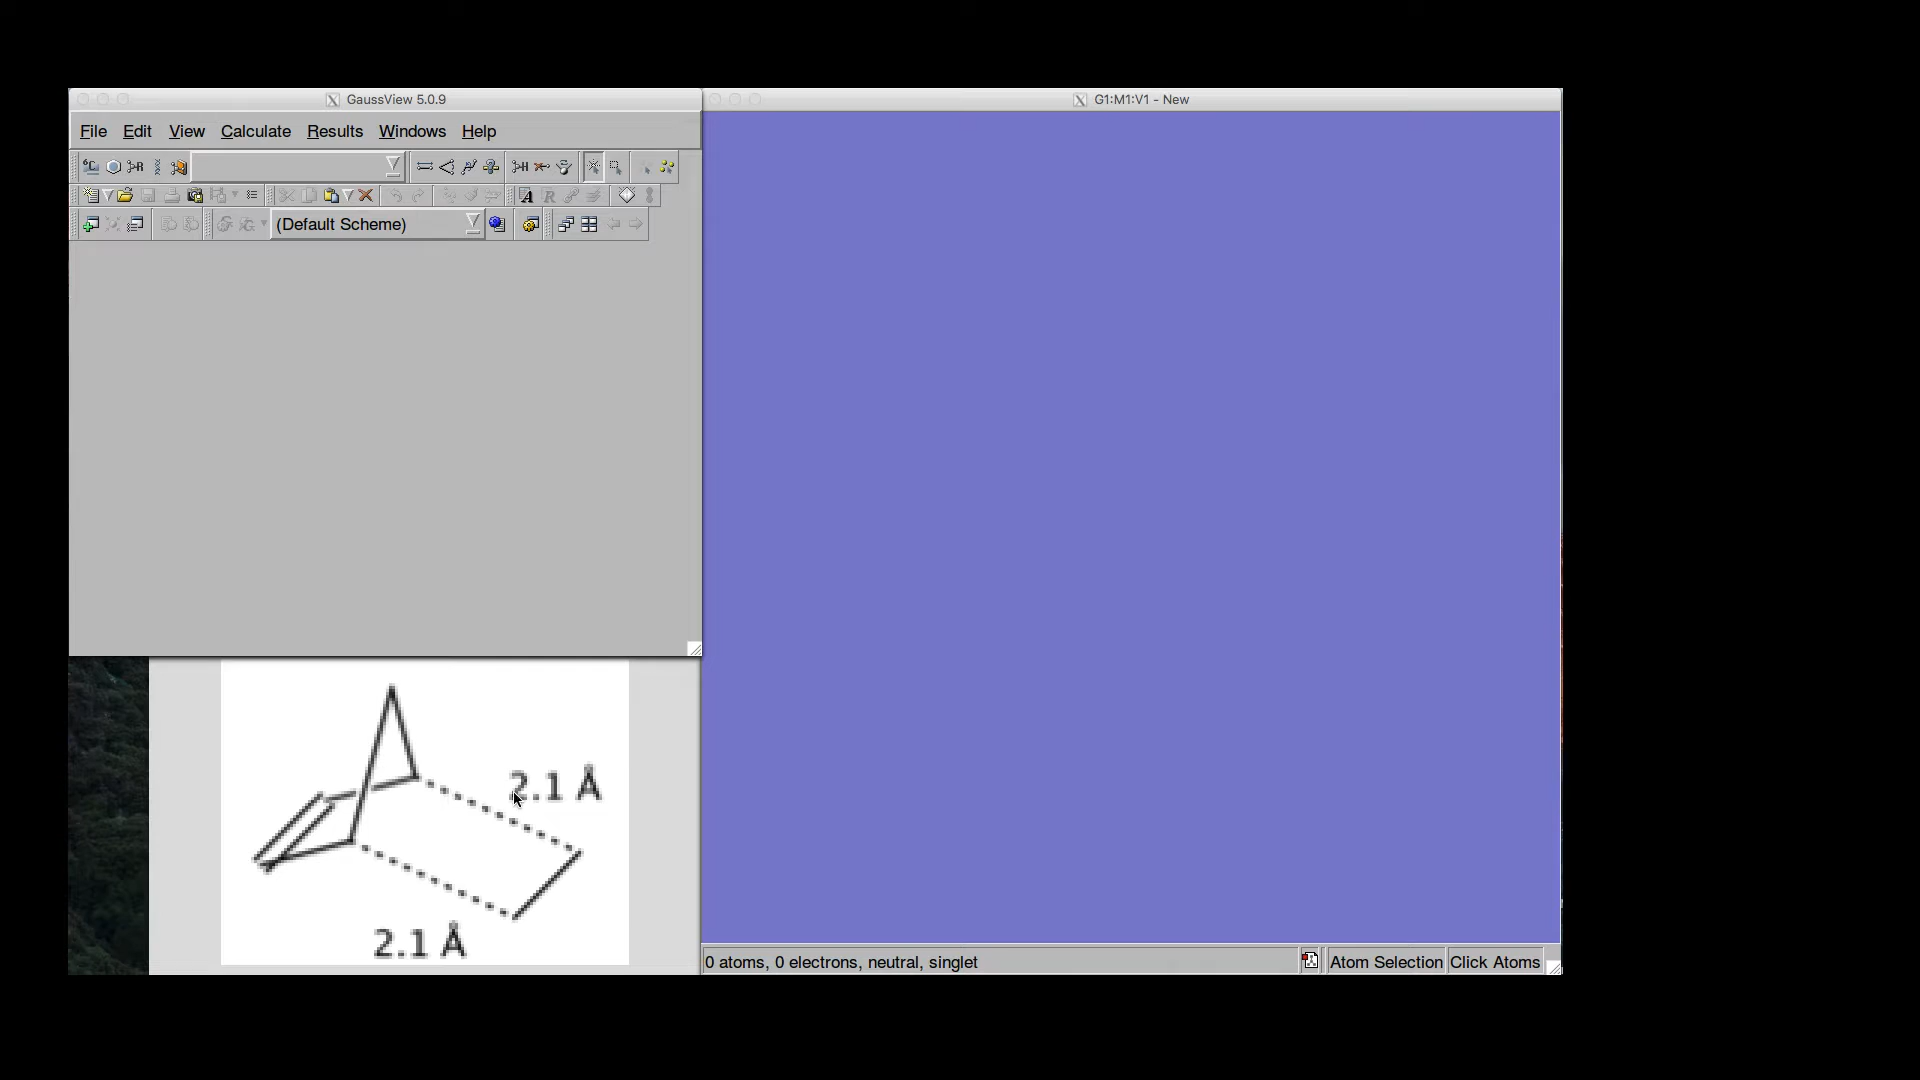 GaussView 5.0.9
File Edit View Calculate Results Windows Help
(Default Scheme)
2.1 Å
2.1 Å
G1:M1:V1 - New
0 atoms, 0 electrons, neutral, singlet
Atom Selection
Click Atoms